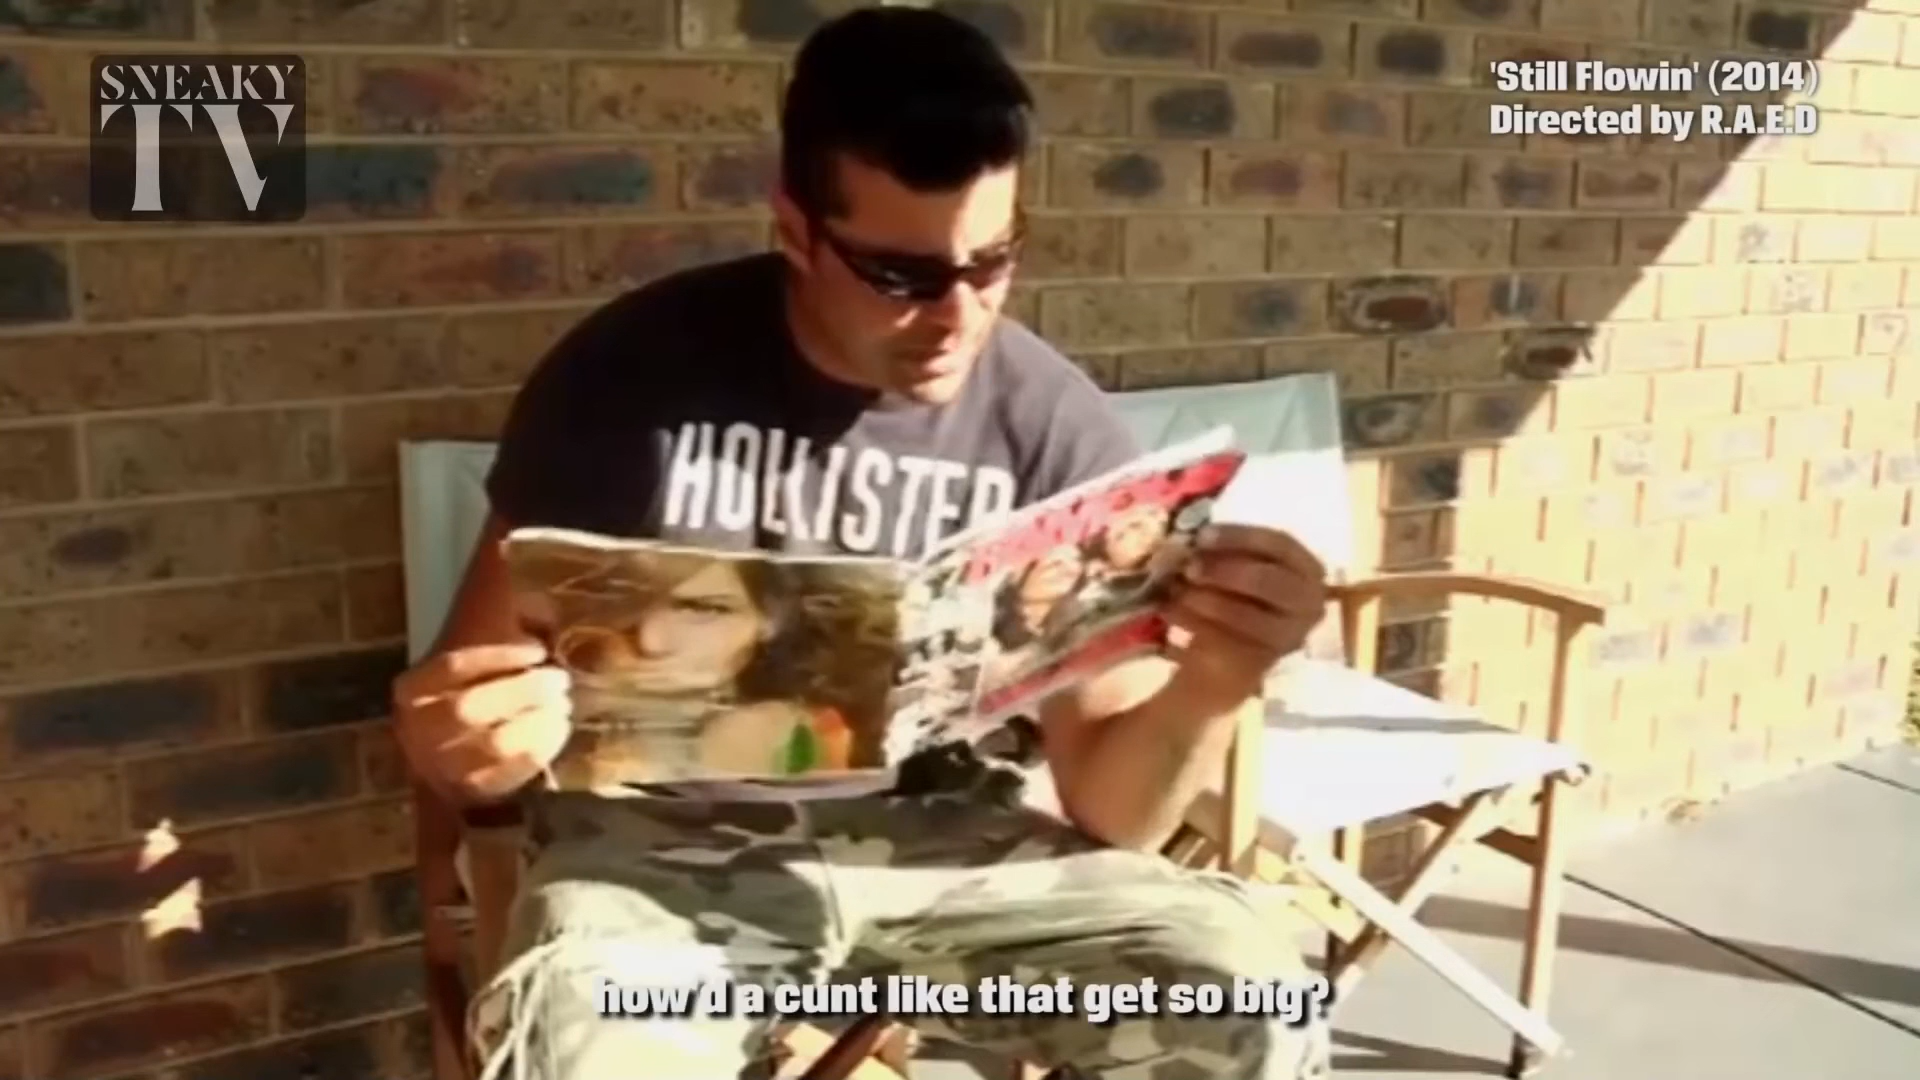 SNEAKY
TV
'Still Flowin' (2014)
Directed by R.A.E.D
HOLLISTER
how'd a cunt like that get so big?